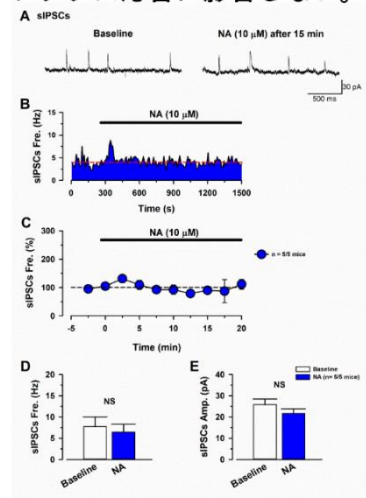 A sIPSCs
Baseline
NA (10 μM) after 15 min
30 pA
500 ms
B
NA (10 μM)
sIPSCs Fre. (Hz)
15
10
5
0
0 300 600 900 1200 1500
Time (s)
C
NA (10 μM)
sIPSCs Fre. (%)
300
200
100
0
n = 5/5 mice
-5 0 5 10 15 20
Time (min)
D
sIPSCs Fre. (Hz)
20
15
10
5
0
NS
Baseline NA
E
Baseline
NA (n= 5/5 mice)
sIPSCs Amp. (pA)
40
30
20
10
0
NS
Baseline NA